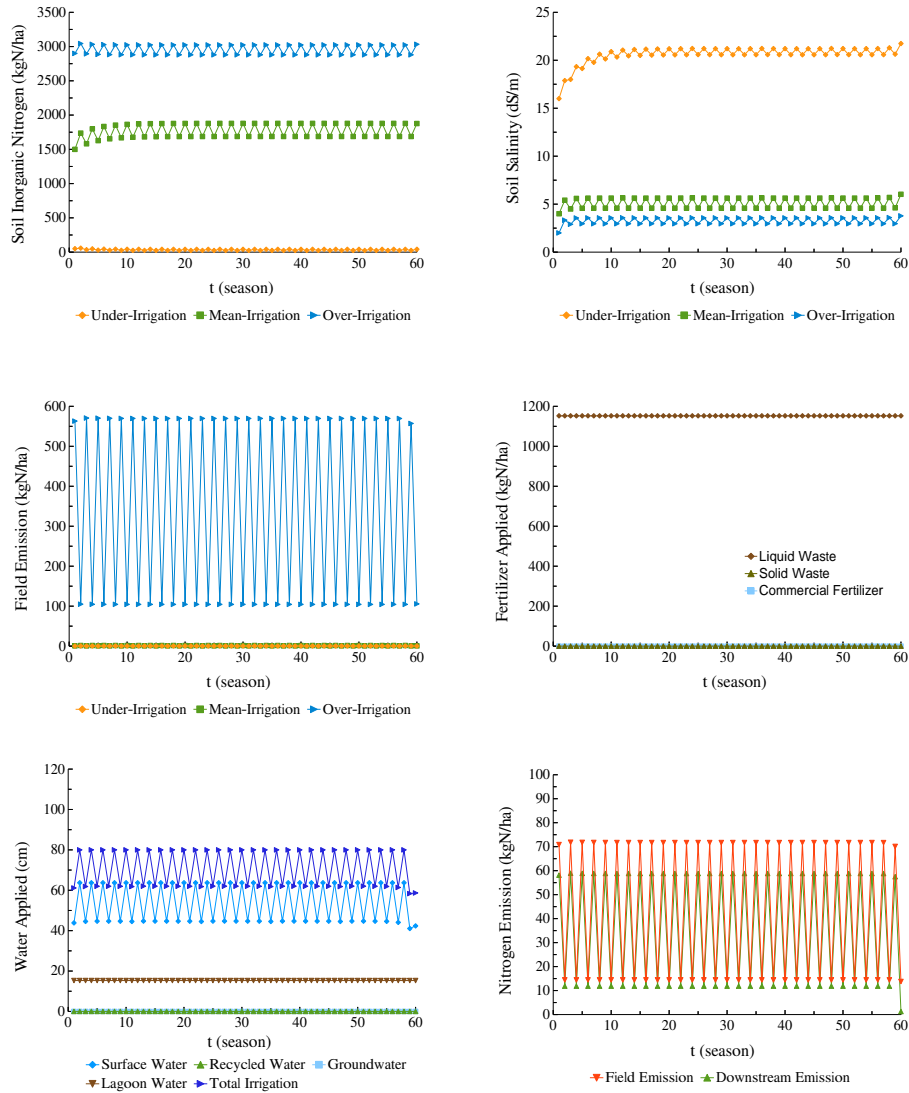 Soil Inorganic Nitrogen (kgN/ha)
3500
3000
2500
2000
1500
1000
500
0
0 10 20 30 40 50 60
t (season)
Under-Irrigation Mean-Irrigation Over-Irrigation
Soil Salinity (dS/m)
25
20
15
10
5
0
0 10 20 30 40 50 60
t (season)
Under-Irrigation Mean-Irrigation Over-Irrigation
Field Emission (kgN/ha)
600
500
400
300
200
100
0
0 10 20 30 40 50 60
t (season)
Under-Irrigation Mean-Irrigation Over-Irrigation
Fertilizer Applied (kgN/ha)
1200
1000
800
600
400
200
0
Liquid Waste
Solid Waste
Commercial Fertilizer
0 10 20 30 40 50 60
t (season)
Water Applied (cm)
120
100
80
60
40
20
0
0 10 20 30 40 50 60
t (season)
Surface Water Recycled Water Groundwater
Lagoon Water Total Irrigation
Nitrogen Emission (kgN/ha)
100
90
80
70
60
50
40
30
20
10
0
0 10 20 30 40 50 60
t (season)
Field Emission Downstream Emission